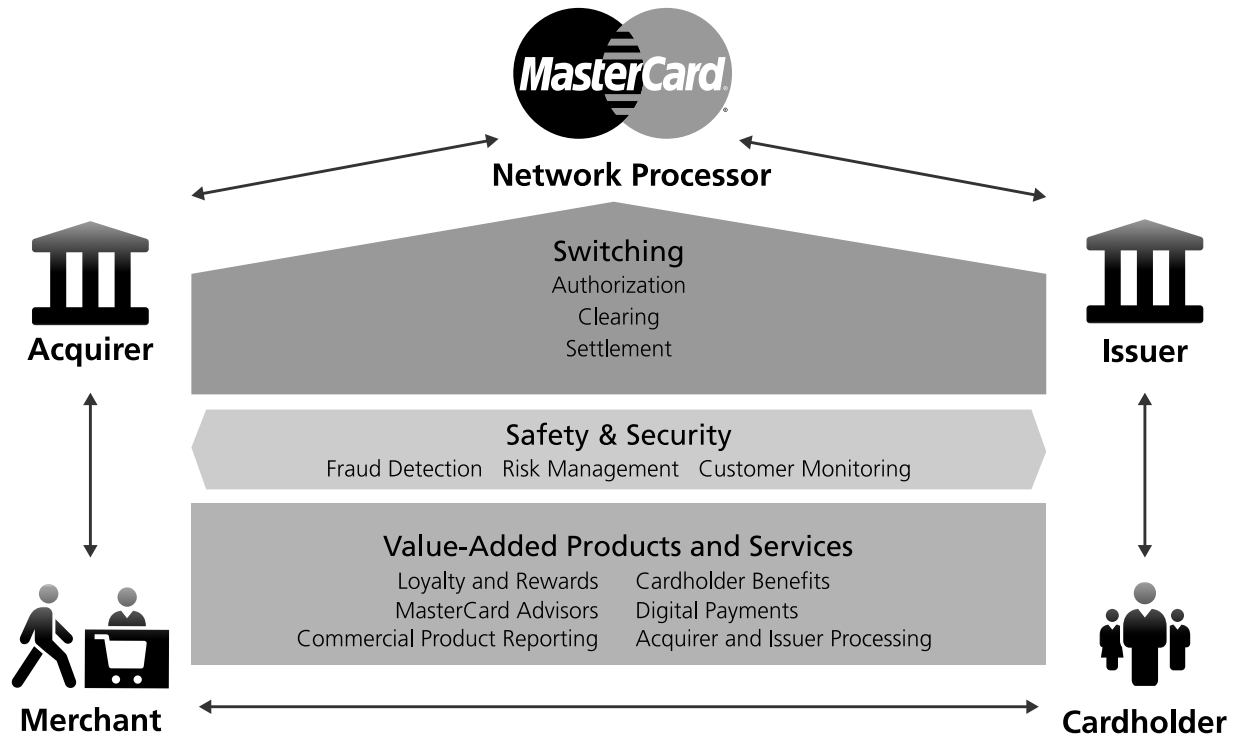 MasterCard®
®
Network Processor
Switching
Authorization
Clearing
Settlement
Acquirer
Issuer
Safety & Security
Fraud Detection Risk Management Customer Monitoring
Value-Added Products and Services
Loyalty and Rewards Cardholder Benefits
MasterCard Advisors Digital Payments
Commercial Product Reporting Acquirer and Issuer Processing
Merchant
Cardholder